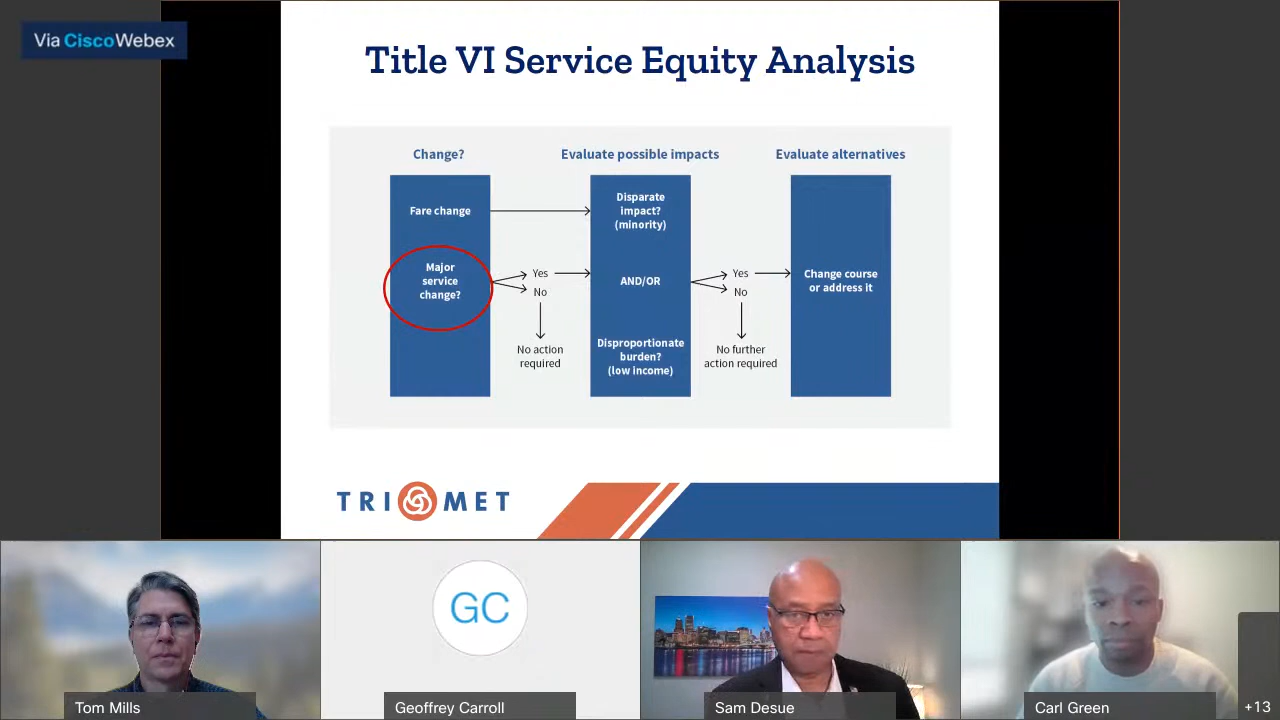 Via Cisco Webex
Title VI Service Equity Analysis
Change?
Evaluate possible impacts
Evaluate alternatives
Fare change
Major
service
change?
Yes
No
No action
required
Disparate
impact?
(minority)
AND/OR
Disproportionate
burden?
(low income)
Yes
No
No further
action required
Change course
or address it
TRIMET
GC
Tom Mills
Geoffrey Carroll
Sam Desue
Carl Green
+13